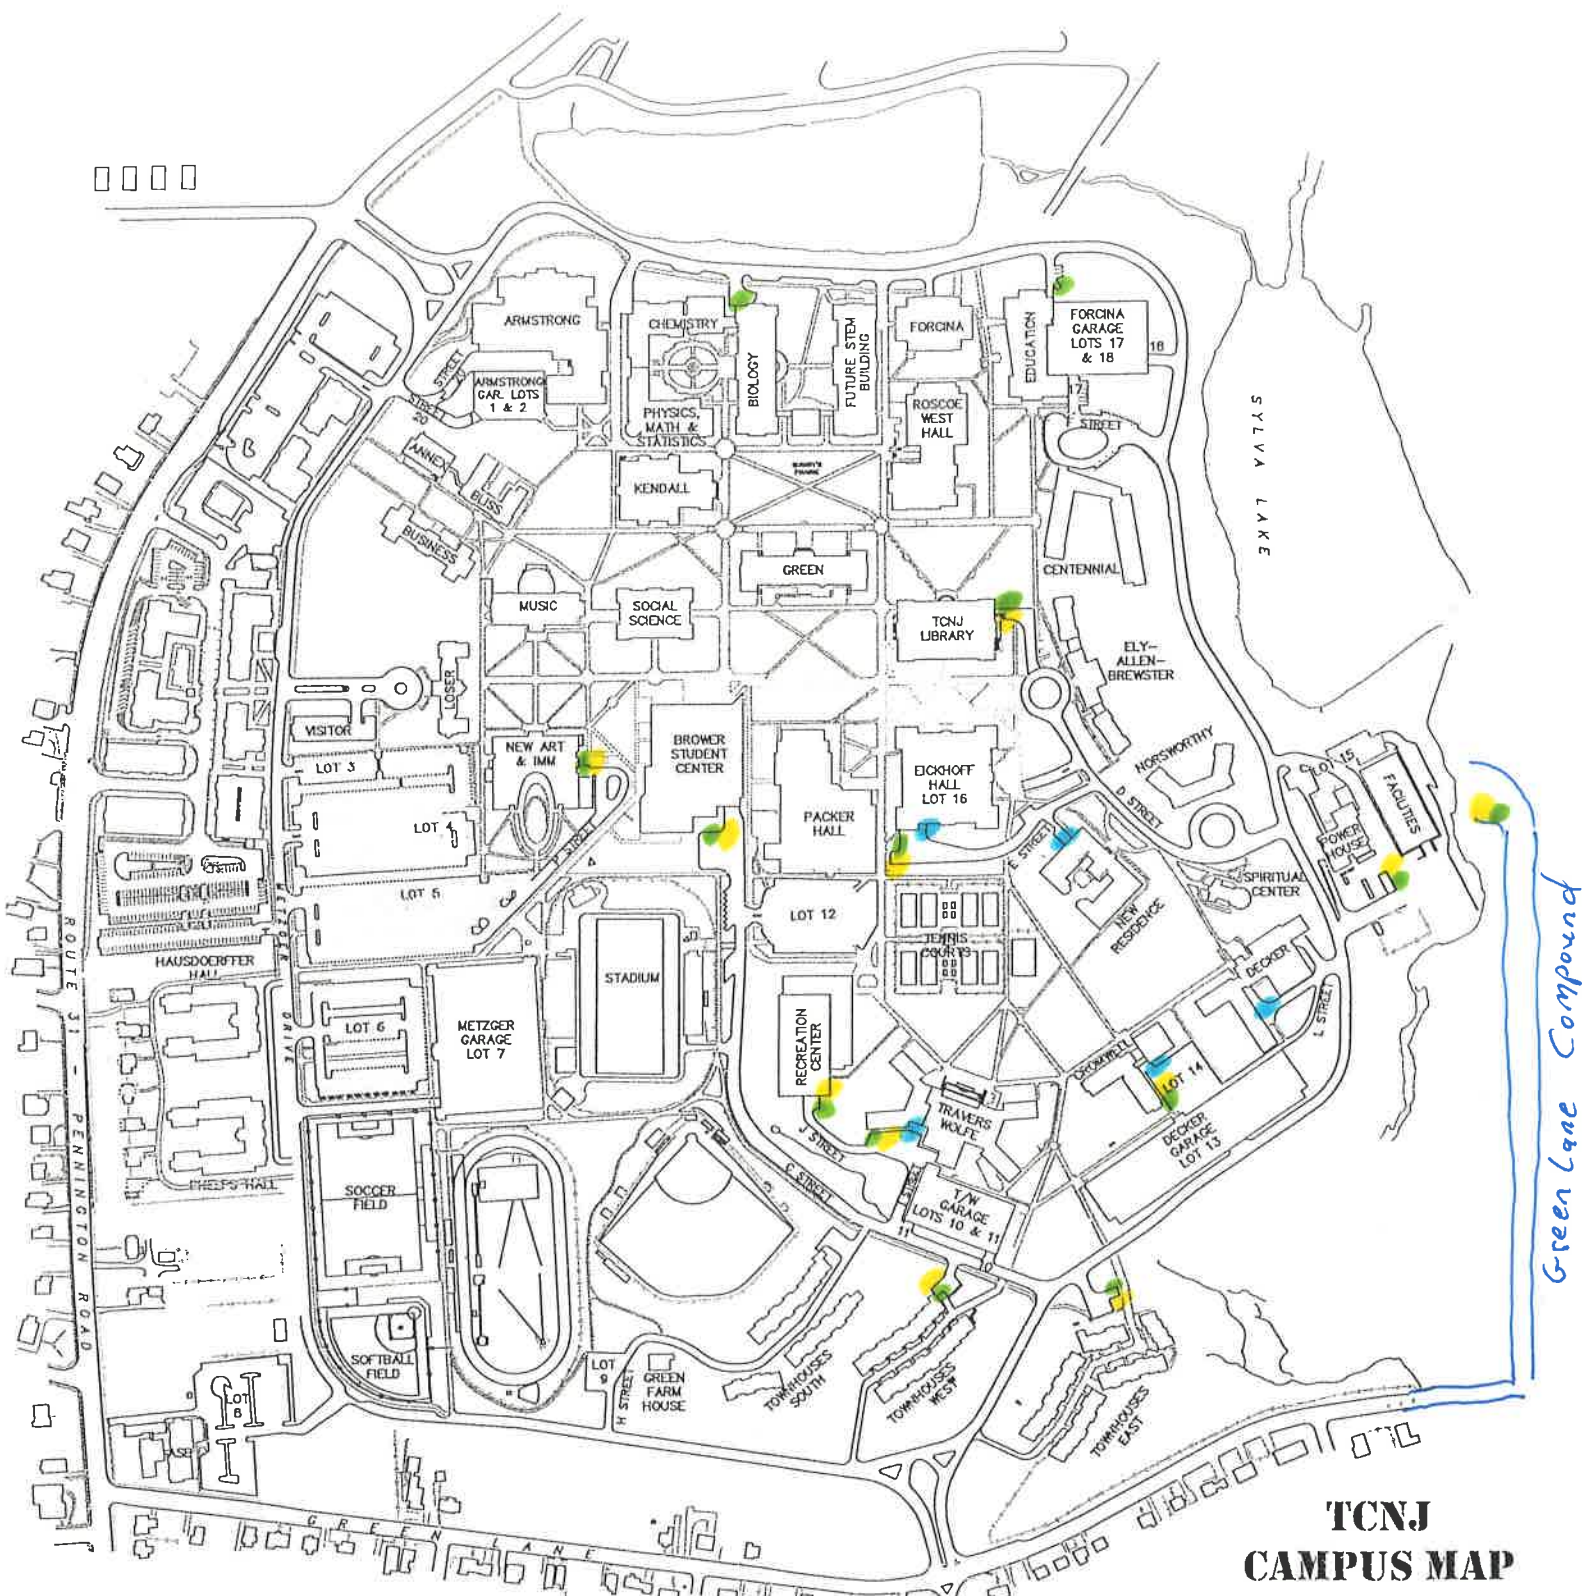 ARMSTRONG
CHEMISTRY
FORCINA
EDUCATION
FORCINA
GARAGE
LOTS 17
& 18
18
STREET
ARMSTRONG
GAR. LOTS
1 & 2
STREET
20
PHYSICS,
MATH &
STATISTICS
BIOLOGY
FUTURE STEM
BUILDING
ROSCOE
WEST
HALL
17
F STREET
SYLVA LAKE
ANNEX
BLISS
BUSINESS
KENDALL
GREEN
CENTENNIAL
MUSIC
SOCIAL
SCIENCE
TCNJ
LIBRARY
ELY-
ALLEN-
BREWSTER
LOSER
VISITOR
LOT 3
NEW ART
& IMM
BROWER
STUDENT
CENTER
EICKHOFF
HALL
LOT 16
NORSWORTHY
D STREET
LOT 15
FACILITIES
POWER
HOUSE
LOT 4
PACKER
HALL
E STREET
LOT 5
LOT 12
NEW
RESIDENCE
SPIRITUAL
CENTER
TENNIS
COURTS
HAUSDOERFFER
HALL
STADIUM
DECKER
L STREET
LOT 6
METZGER
GARAGE
LOT 7
DRIVE
RECREATION
CENTER
CROMWELL
LOT 14
DECKER
GARAGE
LOT 13
TRAVERS
WOLFE
J STREET
C STREET
T/W
GARAGE
LOTS 10 & 11
11
PHELPS HALL
SOCCER
FIELD
ROUTE 31 - PENNINGTON ROAD
SOFTBALL
FIELD
LOT
9
H STREET
GREEN
FARM
HOUSE
TOWNHOUSES
SOUTH
TOWNHOUSES
WEST
TOWNHOUSES
EAST
LOT
8
GREEN LANE
Green Lane Compound
TCNJ
CAMPUS MAP